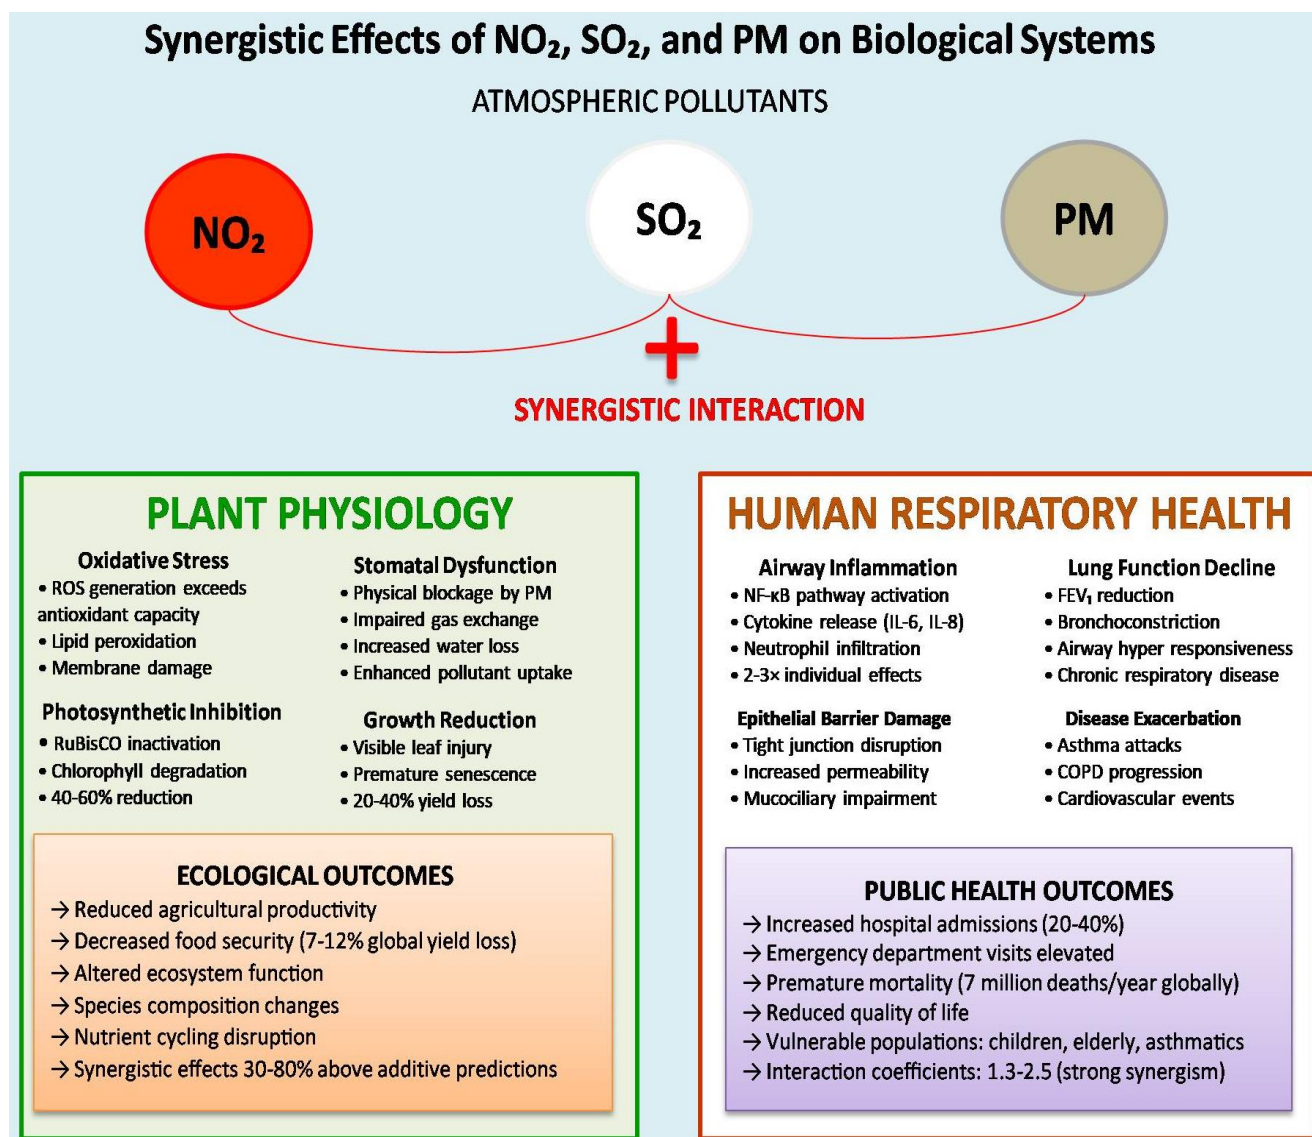 Synergistic Effects of NO₂, SO₂, and PM on Biological Systems
ATMOSPHERIC POLLUTANTS
NO₂
SO₂
PM
+
SYNERGISTIC INTERACTION
PLANT PHYSIOLOGY
Oxidative Stress
• ROS generation exceeds
antioxidant capacity
• Lipid peroxidation
• Membrane damage
Stomatal Dysfunction
• Physical blockage by PM
• Impaired gas exchange
• Increased water loss
• Enhanced pollutant uptake
Photosynthetic Inhibition
• RuBisCO inactivation
• Chlorophyll degradation
• 40-60% reduction
Growth Reduction
• Visible leaf injury
• Premature senescence
• 20-40% yield loss
ECOLOGICAL OUTCOMES
→ Reduced agricultural productivity
→ Decreased food security (7-12% global yield loss)
→ Altered ecosystem function
→ Species composition changes
→ Nutrient cycling disruption
→ Synergistic effects 30-80% above additive predictions
HUMAN RESPIRATORY HEALTH
Airway Inflammation
• NF-κB pathway activation
• Cytokine release (IL-6, IL-8)
• Neutrophil infiltration
• 2-3× individual effects
Lung Function Decline
• FEV₁ reduction
• Bronchoconstriction
• Airway hyper responsiveness
• Chronic respiratory disease
Epithelial Barrier Damage
• Tight junction disruption
• Increased permeability
• Mucociliary impairment
Disease Exacerbation
• Asthma attacks
• COPD progression
• Cardiovascular events
PUBLIC HEALTH OUTCOMES
→ Increased hospital admissions (20-40%)
→ Emergency department visits elevated
→ Premature mortality (7 million deaths/year globally)
→ Reduced quality of life
→ Vulnerable populations: children, elderly, asthmatics
→ Interaction coefficients: 1.3-2.5 (strong synergism)